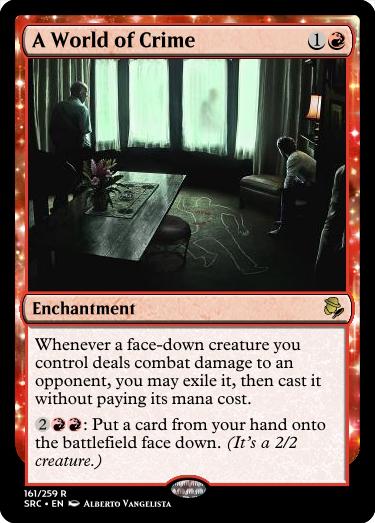 A World of Crime 1
Enchantment
Whenever a face-down creature you
control deals combat damage to an
opponent, you may exile it, then cast it
without paying its mana cost.
2: Put a card from your hand onto
the battlefield face down. (It's a 2/2
creature.)
161/259 R
SRC • EN ALBERTO VANGELISTA